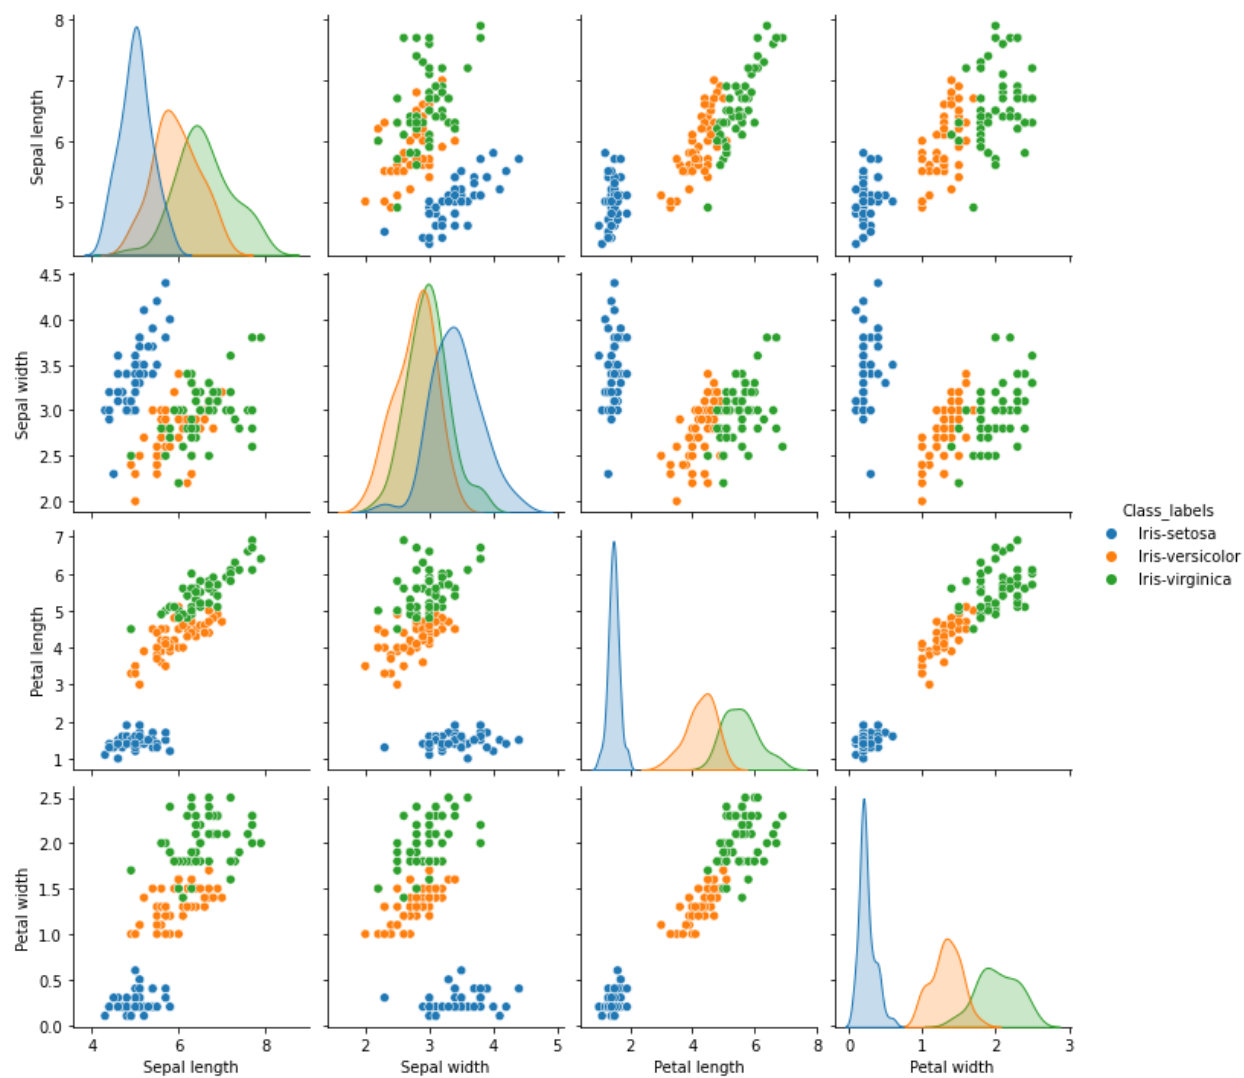 8
7
6
5
Sepal length
4.5
4.0
3.5
3.0
2.5
2.0
Sepal width
7
6
5
4
3
2
1
Petal length
2.5
2.0
1.5
1.0
0.5
0.0
Petal width
4 6 8
Sepal length
2 3 4 5
Sepal width
2 4 6 8
Petal length
0 1 2 3
Petal width
Class_labels
Iris-setosa
Iris-versicolor
Iris-virginica